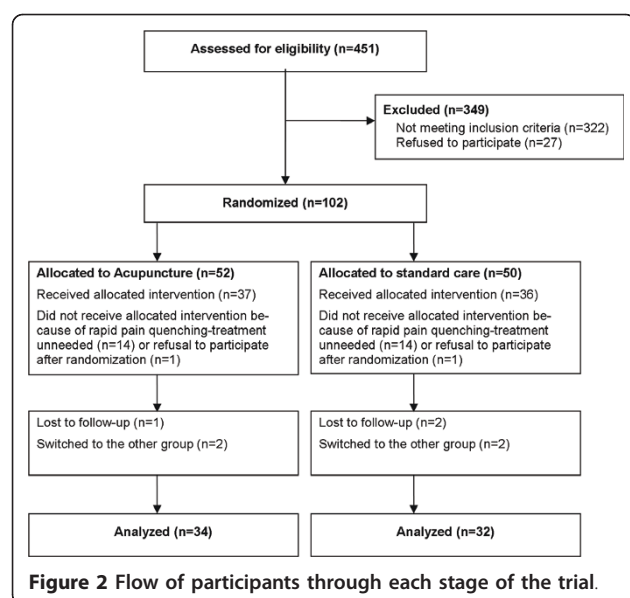 Assessed for eligibility (n=451)
Excluded (n=349)
Not meeting inclusion criteria (n=322)
Refused to participate (n=27)
Randomized (n=102)
Allocated to Acupuncture (n=52)
Received allocated intervention (n=37)
Did not receive allocated intervention be-
cause of rapid pain quenching-treatment
unneeded (n=14) or refusal to participate
after randomization (n=1)
Allocated to standard care (n=50)
Received allocated intervention (n=36)
Did not receive allocated intervention be-
cause of rapid pain quenching-treatment
unneeded (n=14) or refusal to participate
after randomization (n=1)
Lost to follow-up (n=1)
Switched to the other group (n=2)
Lost to follow-up (n=2)
Switched to the other group (n=2)
Analyzed (n=34)
Analyzed (n=32)
Figure 2 Flow of participants through each stage of the trial.